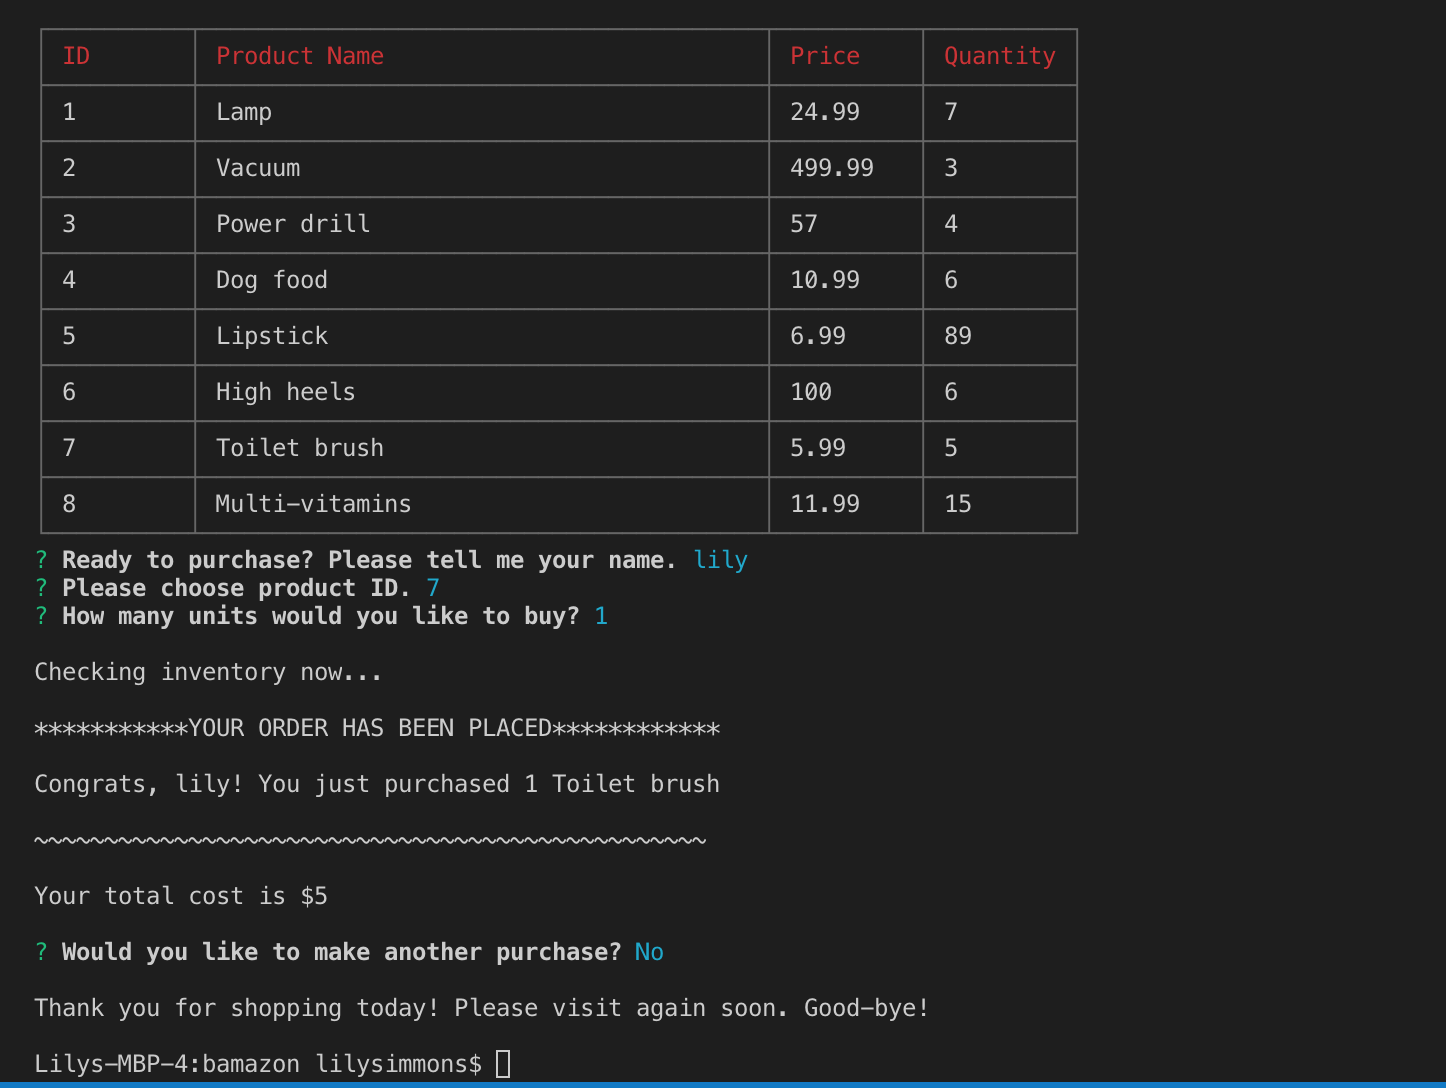 ID Product Name Price Quantity
1 Lamp 24.99 7
2 Vacuum 499.99 3
3 Power drill 57 4
4 Dog food 10.99 6
5 Lipstick 6.99 89
6 High heels 100 6
7 Toilet brush 5.99 5
8 Multi-vitamins 11.99 15
? Ready to purchase? Please tell me your name. lily
? Please choose product ID. 7
? How many units would you like to buy? 1
Checking inventory now...
***********YOUR ORDER HAS BEEN PLACED************
Congrats, lily! You just purchased 1 Toilet brush
~~~~~~~~~~~~~~~~~~~~~~~~~~~~~~~~~~~~~~~~~~~~~~~~
Your total cost is $5
? Would you like to make another purchase? No
Thank you for shopping today! Please visit again soon. Good-bye!
Lilys-MBP-4:bamazon lilysimmons$